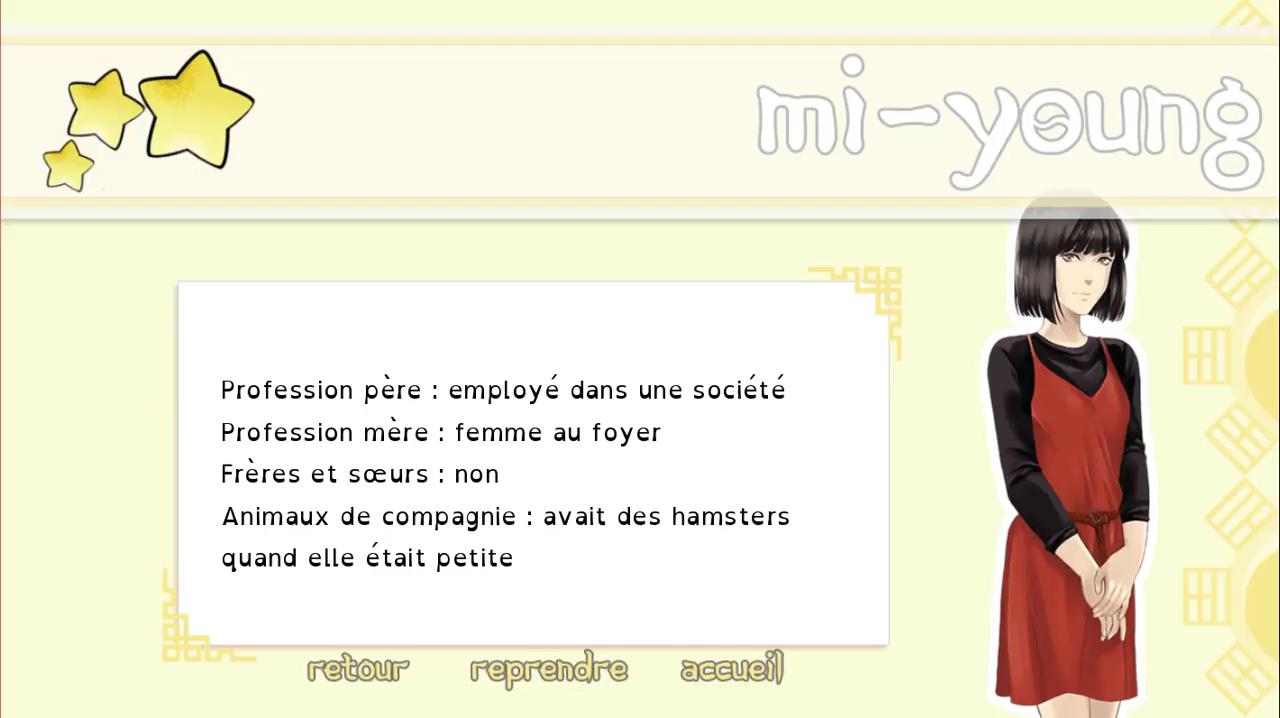 mi-young
Profession père : employé dans une société
Profession mère : femme au foyer
Frères et sœurs : non
Animaux de compagnie : avait des hamsters
quand elle était petite
retour reprendre accueil